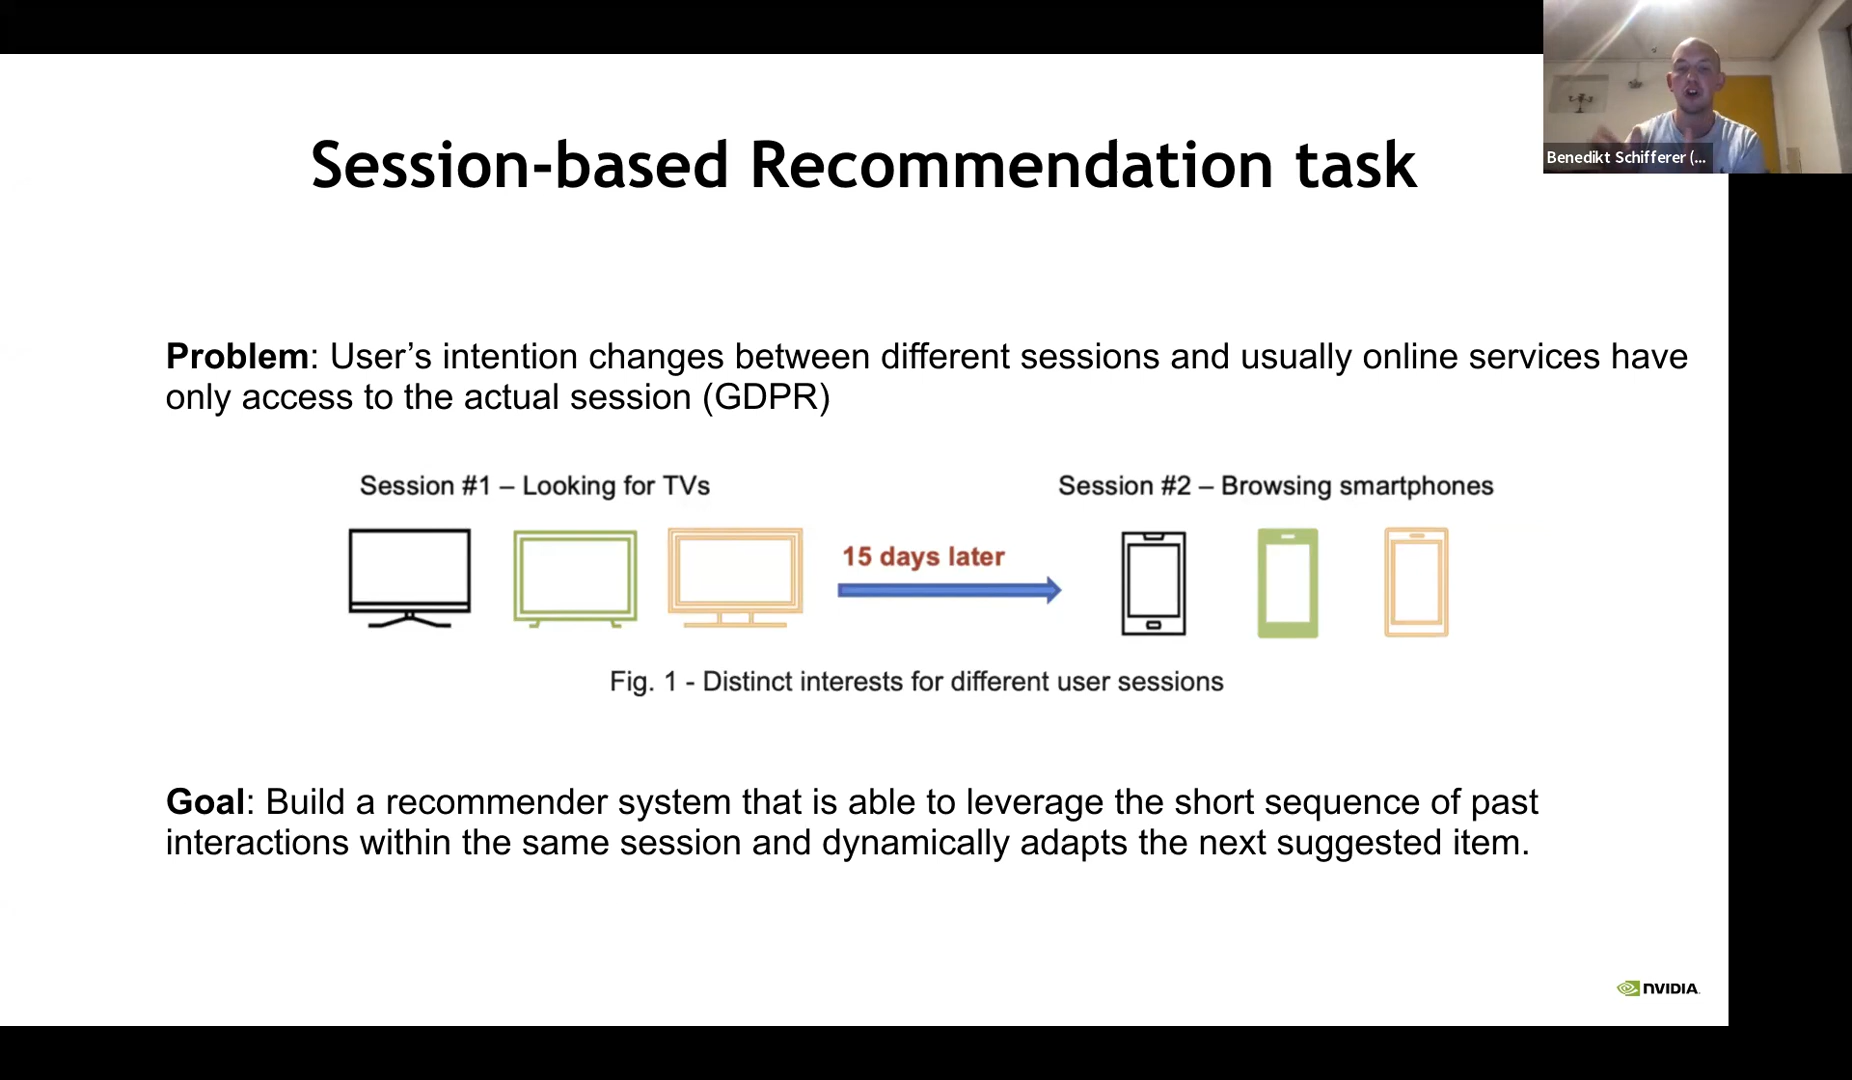 Session-based Recommendation task
Benedikt Schifferer (...
Problem: User’s intention changes between different sessions and usually online services have
only access to the actual session (GDPR)
Session #1 – Looking for TVs
Session #2 – Browsing smartphones
15 days later
Fig. 1 - Distinct interests for different user sessions
Goal: Build a recommender system that is able to leverage the short sequence of past
interactions within the same session and dynamically adapts the next suggested item.
NVIDIA.